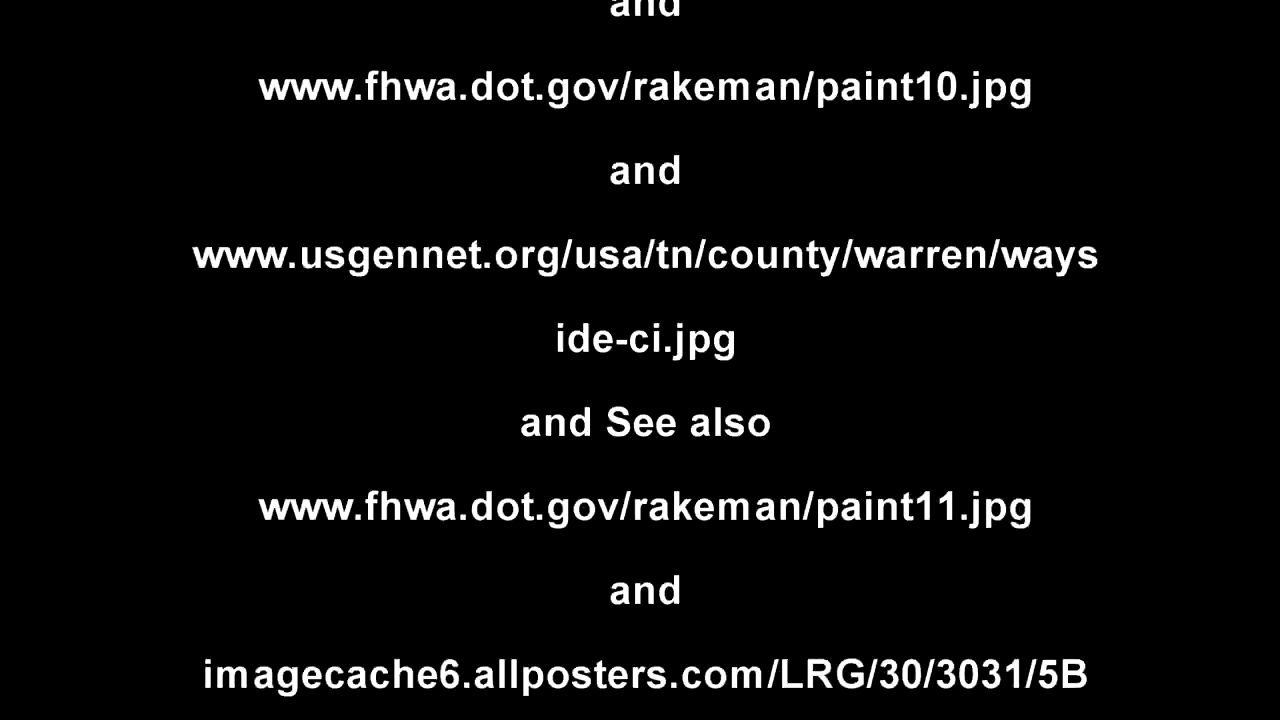 and
www.fhwa.dot.gov/rakeman/paint10.jpg
and
www.usgennet.org/usa/tn/county/warren/ways
ide-ci.jpg
and See also
www.fhwa.dot.gov/rakeman/paint11.jpg
and
imagecache6.allposters.com/LRG/30/3031/5B